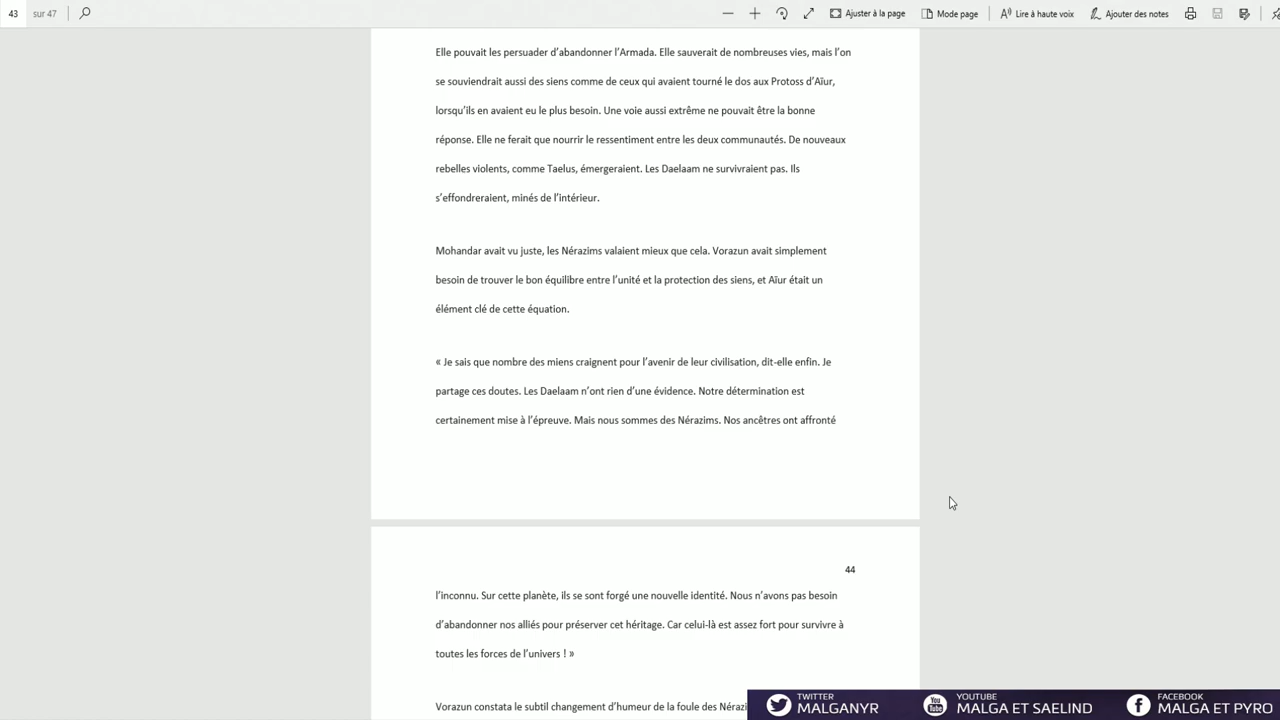 43 sur 47 Ajuster à la page Mode page Lire à haute voix Ajouter des notes
Elle pouvait les persuader d’abandonner l’Armada. Elle sauverait de nombreuses vies, mais l’on
se souviendrait aussi des siens comme de ceux qui avaient tourné le dos aux Protoss d’Aïur,
lorsqu’ils en avaient eu le plus besoin. Une voie aussi extrême ne pouvait être la bonne
réponse. Elle ne ferait que nourrir le ressentiment entre les deux communautés. De nouveaux
rebelles violents, comme Taelus, émergeraient. Les Daelaam ne survivraient pas. Ils
s’effondreraient, minés de l’intérieur.
Mohandar avait vu juste, les Nérazims valaient mieux que cela. Vorazun avait simplement
besoin de trouver le bon équilibre entre l’unité et la protection des siens, et Aïur était un
élément clé de cette équation.
« Je sais que nombre des miens craignent pour l’avenir de leur civilisation, dit-elle enfin. Je
partage ces doutes. Les Daelaam n’ont rien d’une évidence. Notre détermination est
certainement mise à l’épreuve. Mais nous sommes des Nérazims. Nos ancêtres ont affronté
44
l’inconnu. Sur cette planète, ils se sont forgé une nouvelle identité. Nous n’avons pas besoin
d’abandonner nos alliés pour préserver cet héritage. Car celui-là est assez fort pour survivre à
toutes les forces de l’univers ! »
Vorazun constata le subtil changement d’humeur de la foule des Nérazi
TWITTER
MALGANYR
YOUTUBE
MALGA ET SAELIND
FACEBOOK
MALGA ET PYRO